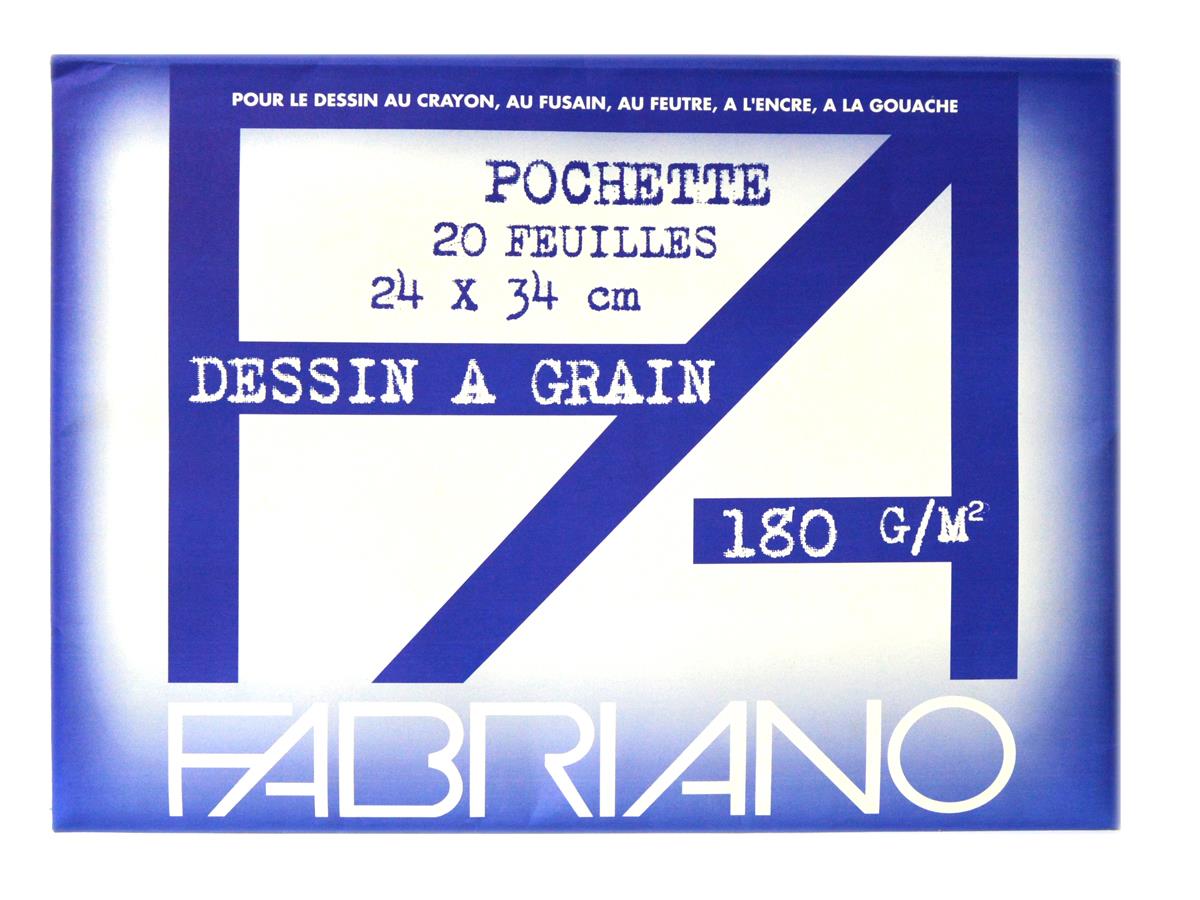 POUR LE DESSIN AU CRAYON, AU FUSAIN, AU FEUTRE, A L'ENCRE, A LA GOUACHE
POCHETTE
20 FEUILLES
24 X 34 cm
DESSIN A GRAIN
180 G/M²
FABRIANO